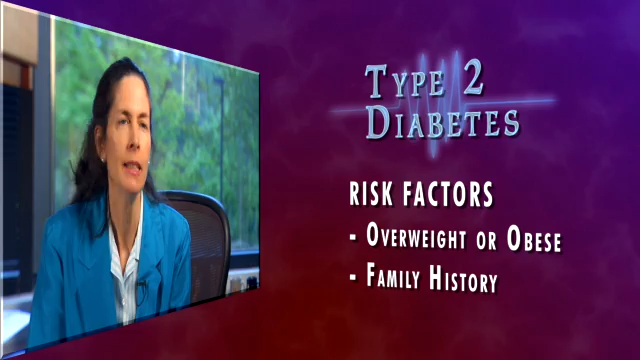 Type 2
Diabetes
RISK FACTORS
- Overweight or Obese
- Family History